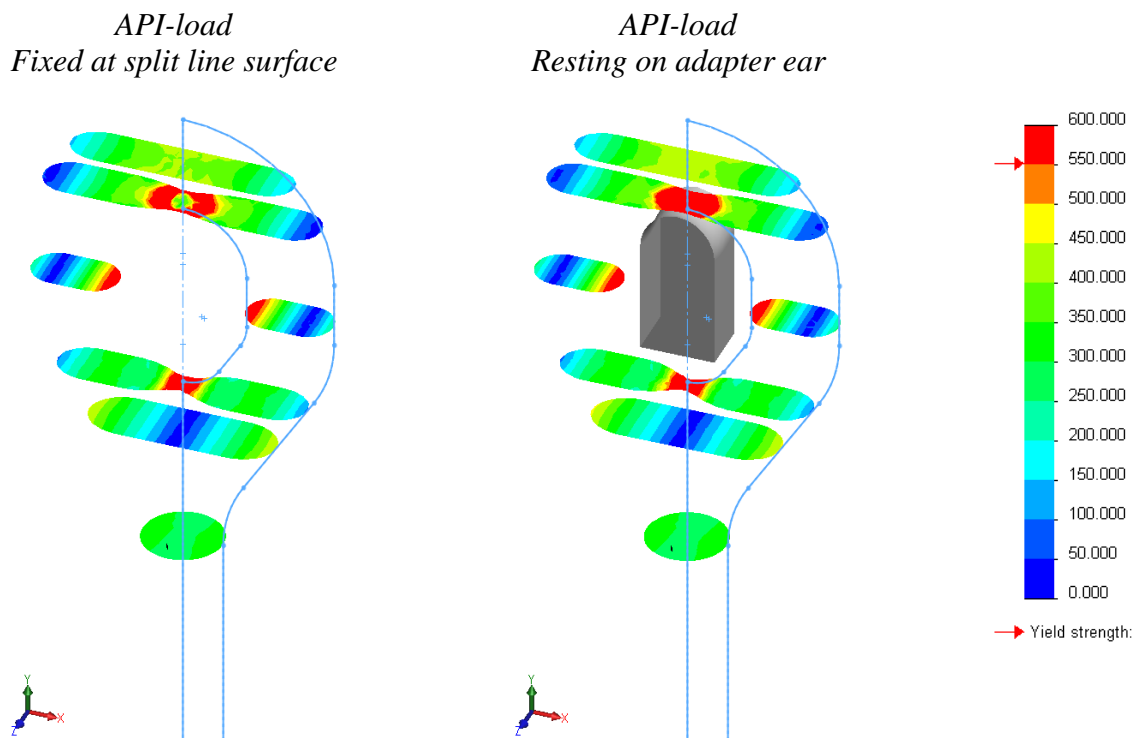 API-load
Fixed at split line surface
API-load
Resting on adapter ear
600.000
550.000
500.000
450.000
400.000
350.000
300.000
250.000
200.000
150.000
100.000
50.000
0.000
Yield strength:
Y
X
Z
Y
X
Z